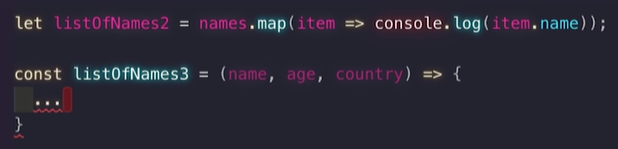 let listOfNames2 = names.map(item => console.log(item.name));
const listOfNames3 = (name, age, country) => {
...
}